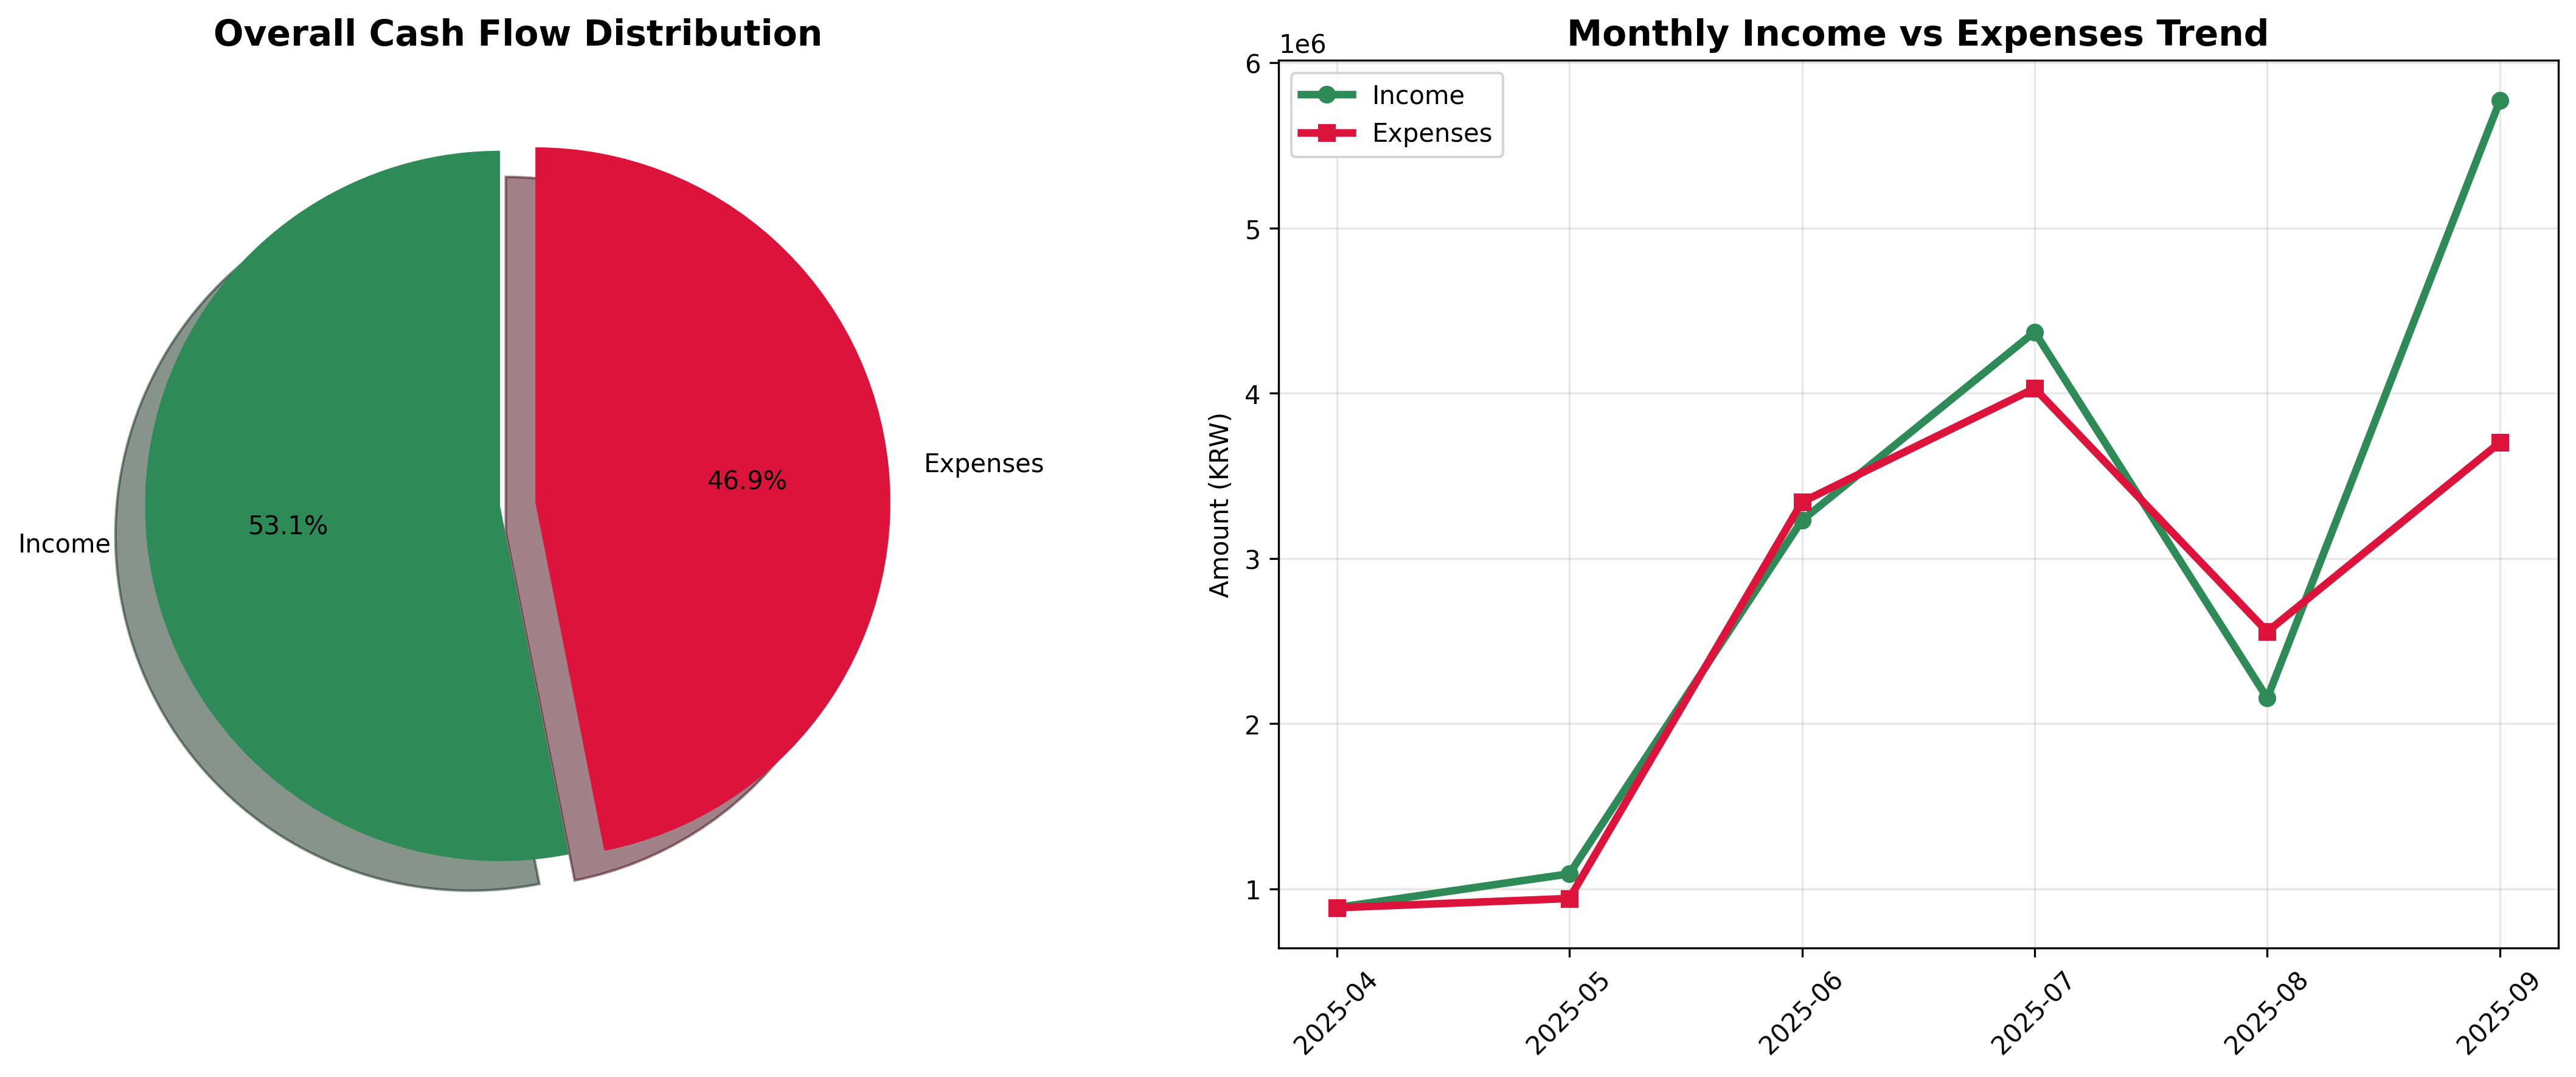 Overall Cash Flow Distribution
Income
53.1%
46.9%
Expenses
Monthly Income vs Expenses Trend
1e6
Income
Expenses
Amount (KRW)
6
5
4
3
2
1
2025-04
2025-05
2025-06
2025-07
2025-08
2025-09